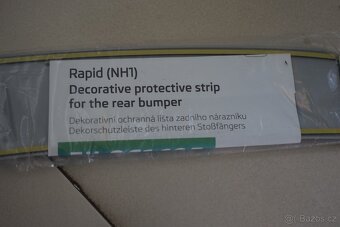 Rapid (NH1)
Decorative protective strip
for the rear bumper
Dekorativní ochranná lišta zadního nárazníku
Dekorschutzleiste des hinteren Stoßfängers
bazos.cz